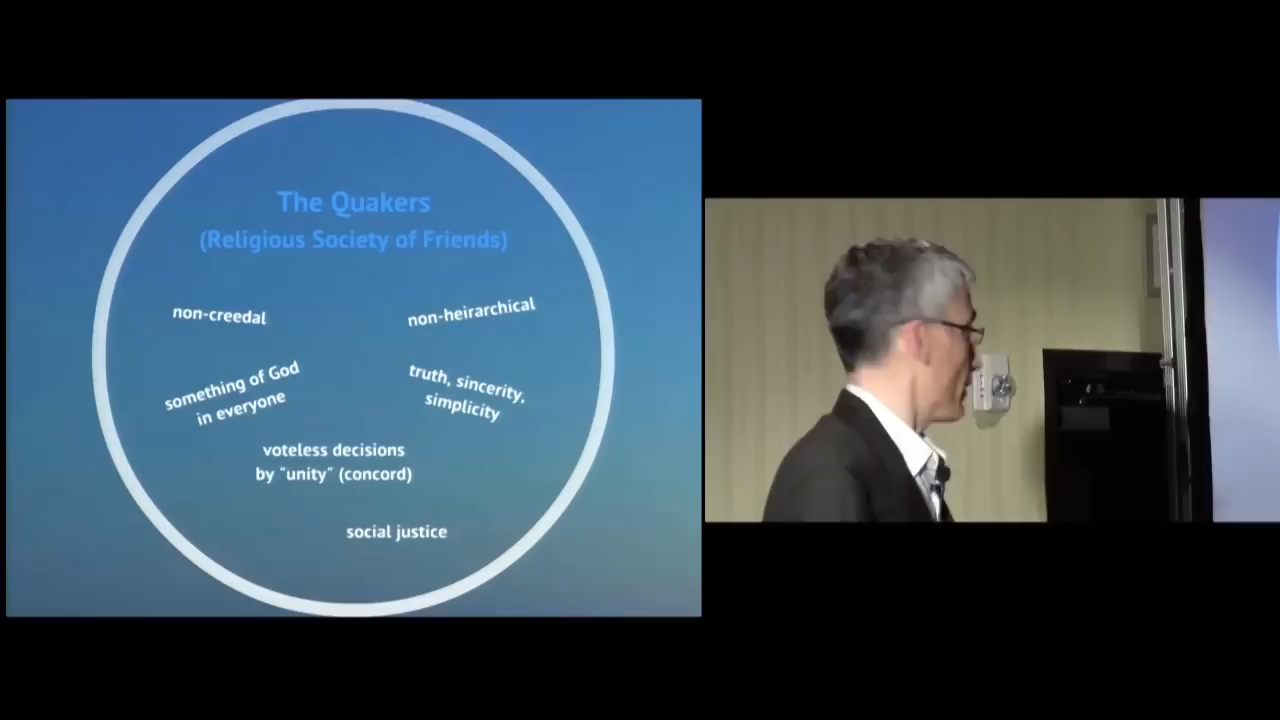 The Quakers
(Religious Society of Friends)
non-creedal
non-heirarchical
something of God
in everyone
truth, sincerity,
simplicity
voteless decisions
by "unity" (concord)
social justice